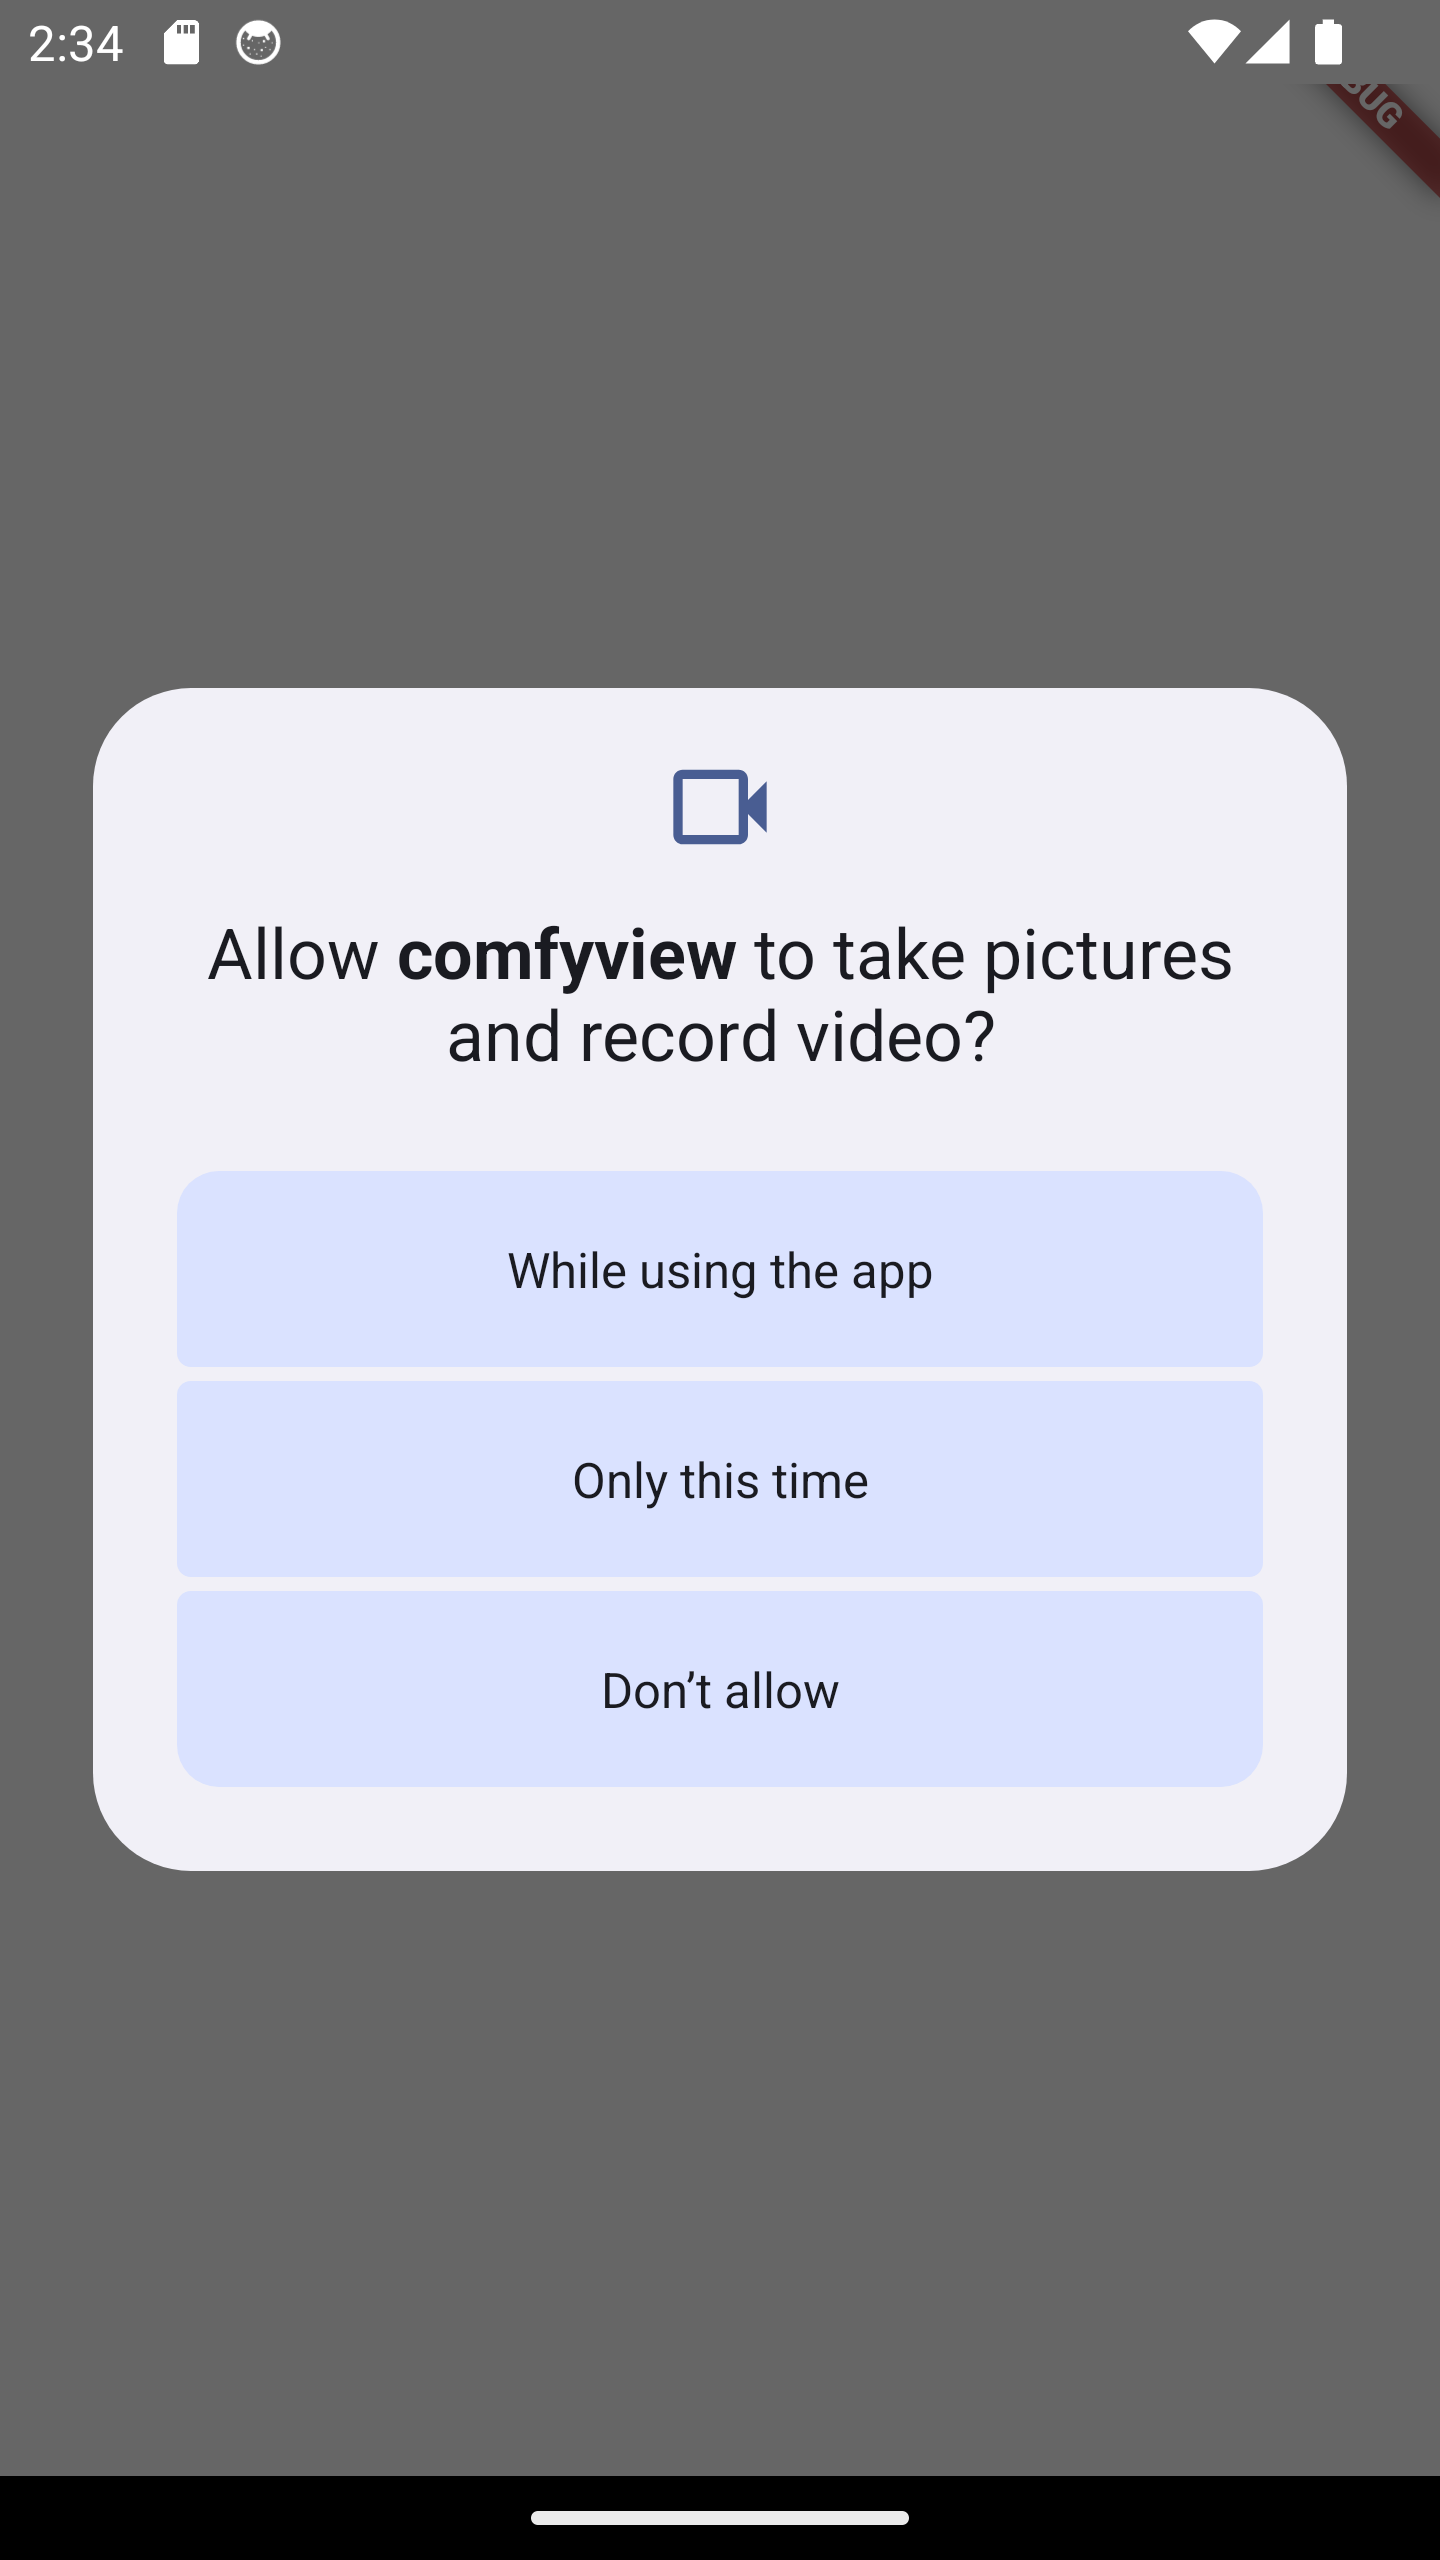 2:34
BUG
Allow comfyview to take pictures
and record video?
While using the app
Only this time
Don’t allow